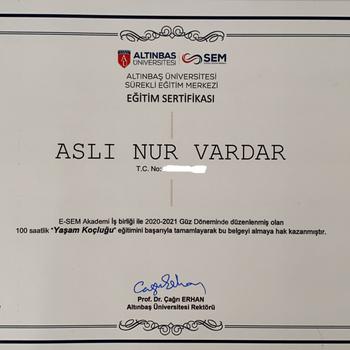 ALTINBAŞ
ÜNİVERSİTESİ
SEM
ALTINBAŞ ÜNİVERSİTESİ
SÜREKLİ EĞİTİM MERKEZİ
EĞİTİM SERTİFİKASI
ASLI NUR VARDAR
T.C. No:
E-SEM Akademi İş birliği ile 2020-2021 Güz Döneminde düzenlenmiş olan
100 saatlik "Yaşam Koçluğu" eğitimini başarıyla tamamlayarak bu belgeyi almaya hak kazanmıştır.
Prof. Dr. Çağrı ERHAN
Altınbaş Üniversitesi Rektörü